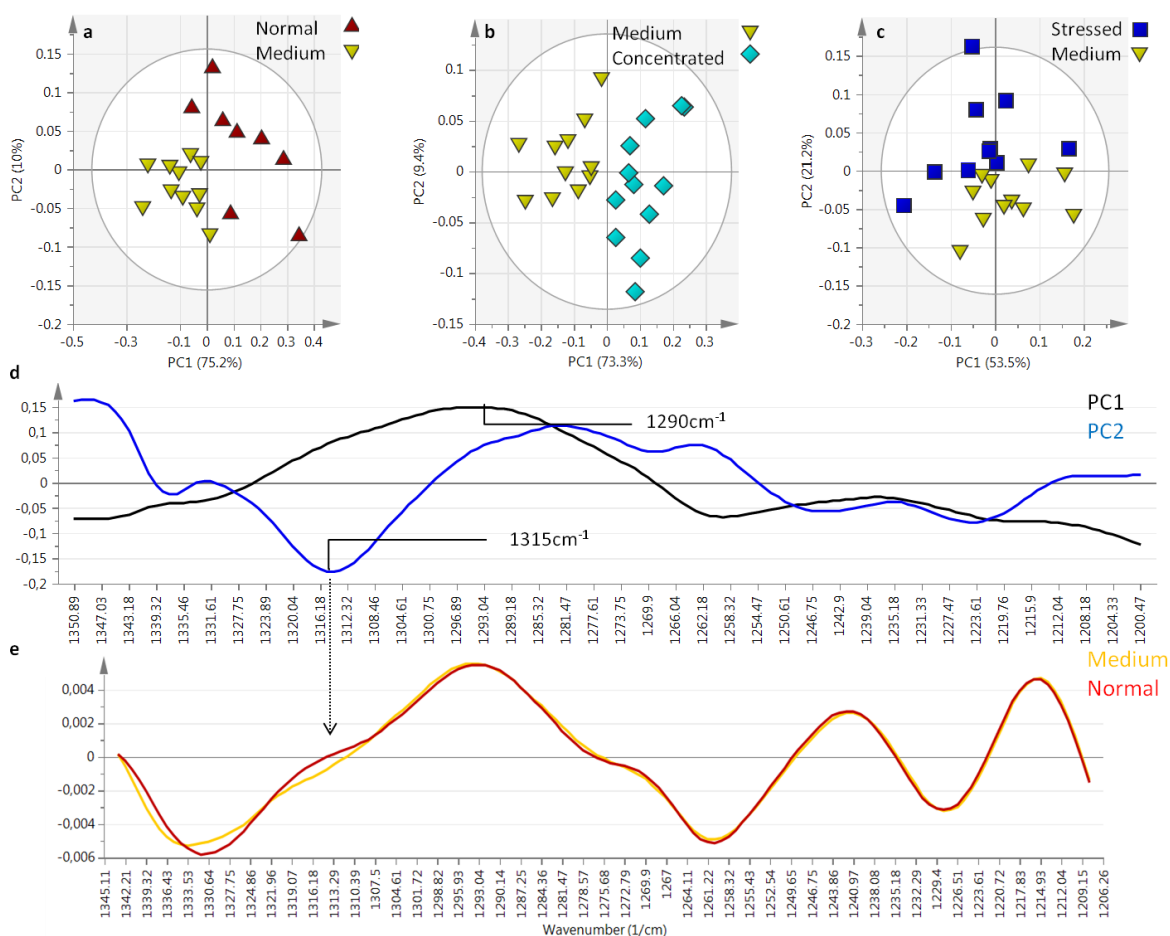 a
Normal
Medium
0.15
0.1
0.05
0
-0.05
-0.1
-0.15
-0.2
PC2 (10%)
-0.5 -0.4 -0.3 -0.2 -0.1 0 0.1 0.2 0.3 0.4
PC1 (75.2%)
b
Medium
Concentrated
0.1
0.05
0
-0.05
-0.1
-0.15
PC2 (9.4%)
-0.4 -0.3 -0.2 -0.1 0 0.1 0.2 0.3
PC1 (73.3%)
c
Stressed
Medium
0.15
0.1
0.05
0
-0.05
-0.1
-0.15
-0.2
PC2 (21.2%)
-0.3 -0.2 -0.1 0 0.1 0.2
PC1 (53.5%)
d
PC1
PC2
0,15
0,1
0,05
0
-0,05
-0,1
-0,15
-0,2
1290cm-1
1315cm-1
1350.89 1347.03 1343.18 1339.32 1335.46 1331.61 1327.75 1323.89 1320.04 1316.18 1312.32 1308.46 1304.61 1300.75 1296.89 1293.04 1289.18 1285.32 1281.47 1277.61 1273.75 1269.9 1266.04 1262.18 1258.32 1254.47 1250.61 1246.75 1242.9 1239.04 1235.18 1231.33 1227.47 1223.61 1219.76 1215.9 1212.04 1208.18 1204.33 1200.47
e
Medium
Normal
0,004
0,002
0
-0,002
-0,004
-0,006
1345.11 1342.21 1339.32 1336.43 1333.53 1330.64 1327.75 1324.86 1321.96 1319.07 1316.18 1313.29 1310.39 1307.5 1304.61 1301.72 1298.82 1295.93 1293.04 1290.14 1287.25 1284.36 1281.47 1278.57 1275.68 1272.79 1269.9 1267 1264.11 1261.22 1258.32 1255.43 1252.54 1249.65 1246.75 1243.86 1240.97 1238.08 1235.18 1232.29 1229.4 1226.51 1223.61 1220.72 1217.83 1214.93 1212.04 1209.15 1206.26
Wavenumber (1/cm)